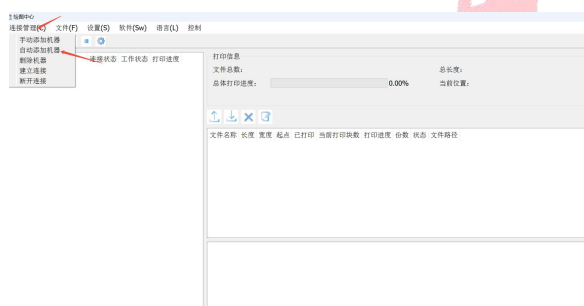 绘图中心
连接管理(C) 文件(F) 设置(S) 软件(Sw) 语言(L) 控制
手动添加机器
自动添加机器
删除机器
建立连接
断开连接
连接状态 工作状态 打印进度
打印信息
文件总数: 总长度:
总体打印进度: 0.00% 当前位置:
文件名称 长度 宽度 起点 已打印 当前打印块数 打印进度 份数 状态 文件路径